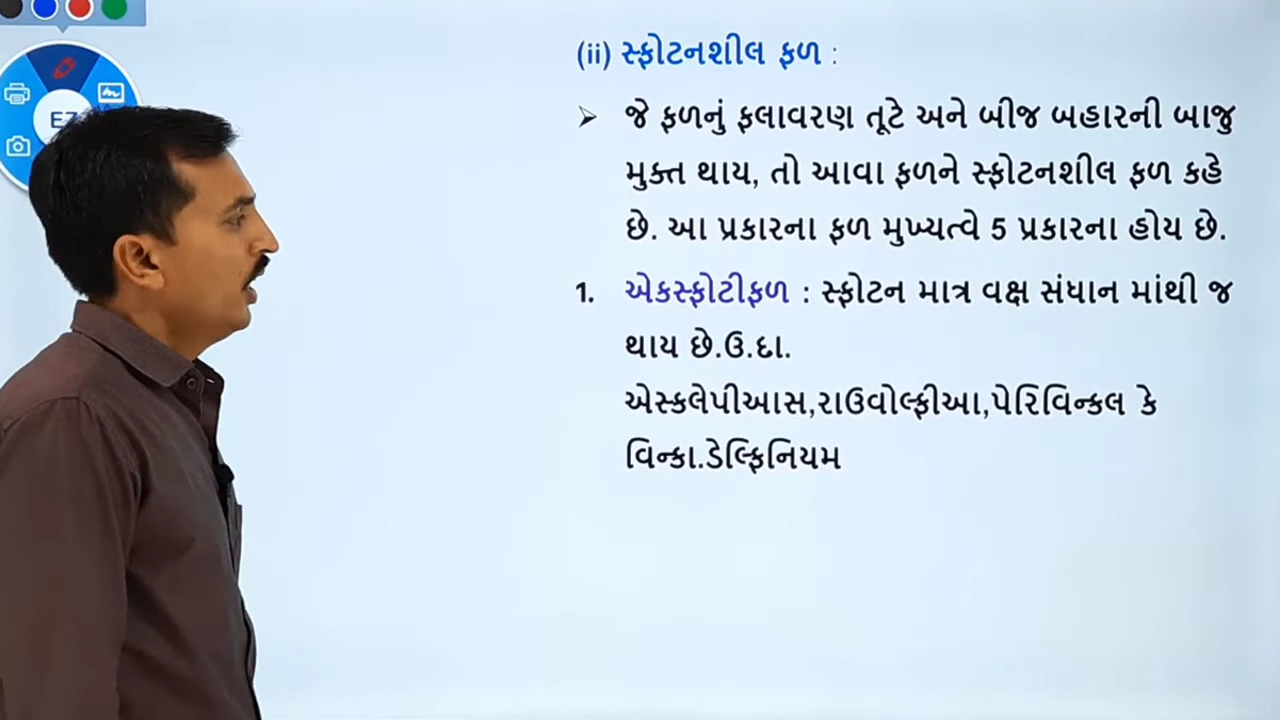 EZ
(ii) સ્ફોટનશીલ ફળ :
➢ જે ફળનું ફલાવરણ તૂટે અને બીજ બહારની બાજુ
મુક્ત થાય, તો આવા ફળને સ્ફોટનશીલ ફળ કહે
છે. આ પ્રકારના ફળ મુખ્યત્વે 5 પ્રકારના હોય છે.
1. એકસ્ફોટીફળ : સ્ફોટન માત્ર વક્ષ સંધાન માંથી જ
થાય છે.ઉ.દા.
એસ્કલેપીઆસ,રાઉવોલ્ફીઆ,પેરિવિન્કલ કે
વિન્કા.ડેલ્ફિનિયમ